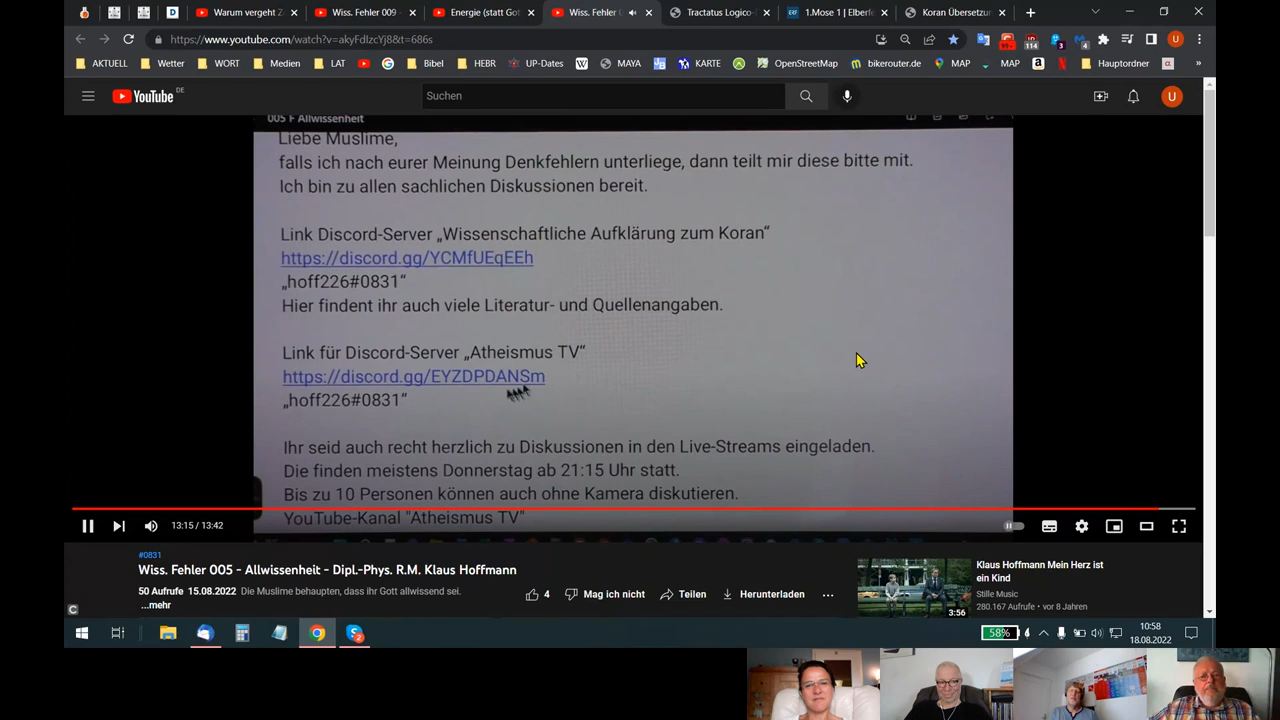 Warum vergeht Z
Wiss. Fehler 009 -
Energie (statt Got
Wiss. Fehler 0
Tractatus Logico-
1.Mose 1 | Elberfe
Koran Übersetzun
https://www.youtube.com/watch?v=akyFdIzcYj8&t=686s
AKTUELL
Wetter
WORT
Medien
LAT
Bibel
HEBR
UP-Dates
MAYA
KARTE
OpenStreetMap
bikerouter.de
MAP
MAP
Hauptordner
»
YouTube DE
Suchen
005 F Allwissenheit
Liebe Muslime,
falls ich nach eurer Meinung Denkfehlern unterliege, dann teilt mir diese bitte mit.
Ich bin zu allen sachlichen Diskussionen bereit.
Link Discord-Server „Wissenschaftliche Aufklärung zum Koran“
https://discord.gg/YCMfUEqEEh
„hoff226#0831“
Hier findent ihr auch viele Literatur- und Quellenangaben.
Link für Discord-Server „Atheismus TV“
https://discord.gg/EYZDPDANSm
„hoff226#0831“
Ihr seid auch recht herzlich zu Diskussionen in den Live-Streams eingeladen.
Die finden meistens Donnerstag ab 21:15 Uhr statt.
Bis zu 10 Personen können auch ohne Kamera diskutieren.
YouTube-Kanal "Atheismus TV"
13:15 / 13:42
#0831
Wiss. Fehler 005 - Allwissenheit - Dipl.-Phys. R.M. Klaus Hoffmann
50 Aufrufe 15.08.2022 Die Muslime behaupten, dass ihr Gott allwissend sei.
...mehr
4
Mag ich nicht
Teilen
Herunterladen
Klaus Hoffmann Mein Herz ist
ein Kind
Stille Music
280.167 Aufrufe • vor 8 Jahren
3:56
58%
10:58
18.08.2022